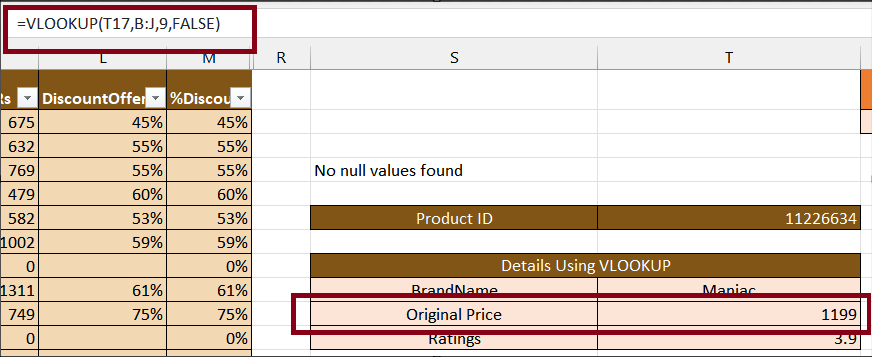 =VLOOKUP(T17,B:J,9,FALSE)
L M R S T
Rs DiscountOffer %Discou
675 45% 45%
632 55% 55%
769 55% 55% No null values found
479 60% 60%
582 53% 53% Product ID 11226634
1002 59% 59%
0 0% Details Using VLOOKUP
1311 61% 61% BrandName Maniac
749 75% 75% Original Price 1199
0 0% Ratings 3.9